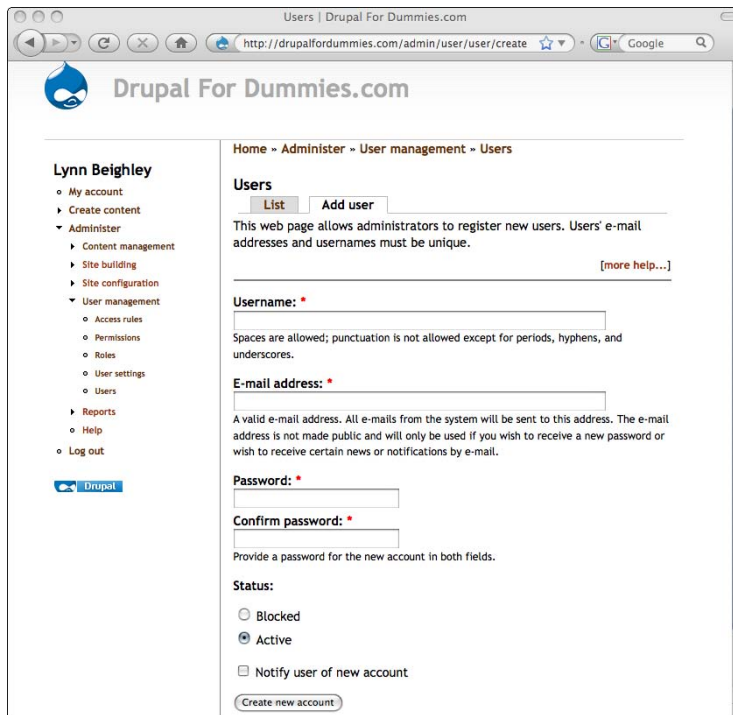 Users | Drupal For Dummies.com
http://drupalfordummies.com/admin/user/user/create
Google
Drupal For Dummies.com
Lynn Beighley
My account
Create content
Administer
Content management
Site building
Site configuration
User management
Access rules
Permissions
Roles
User settings
Users
Reports
Help
Log out
Drupal
Home » Administer » User management » Users
Users
List Add user
This web page allows administrators to register new users. Users' e-mail
addresses and usernames must be unique.
[more help...]
Username: *
Spaces are allowed; punctuation is not allowed except for periods, hyphens, and
underscores.
E-mail address: *
A valid e-mail address. All e-mails from the system will be sent to this address. The e-mail
address is not made public and will only be used if you wish to receive a new password or
wish to receive certain news or notifications by e-mail.
Password: *
Confirm password: *
Provide a password for the new account in both fields.
Status:
Blocked
Active
Notify user of new account
Create new account